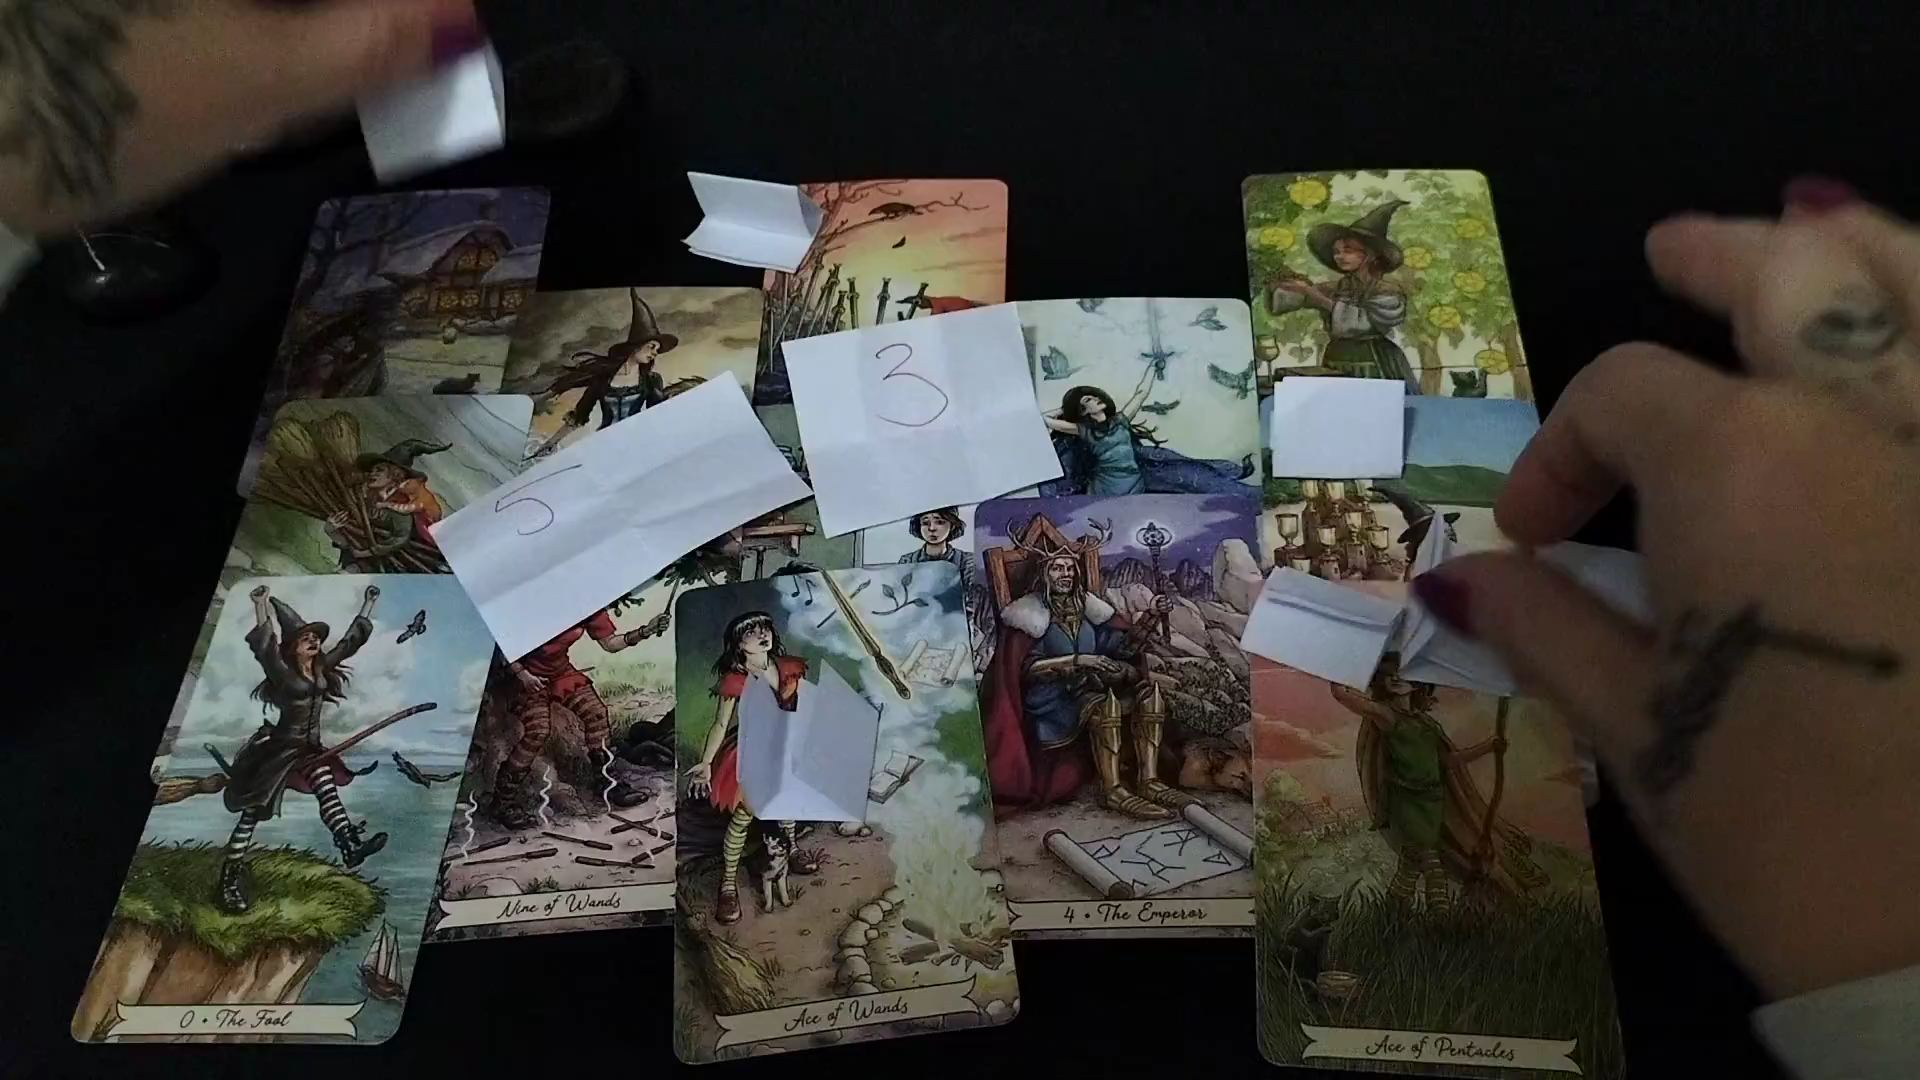 3
5
Nine of Wands
4 • The Emperor
Ace of Wands
0 • The Fool
Ace of Pentacles